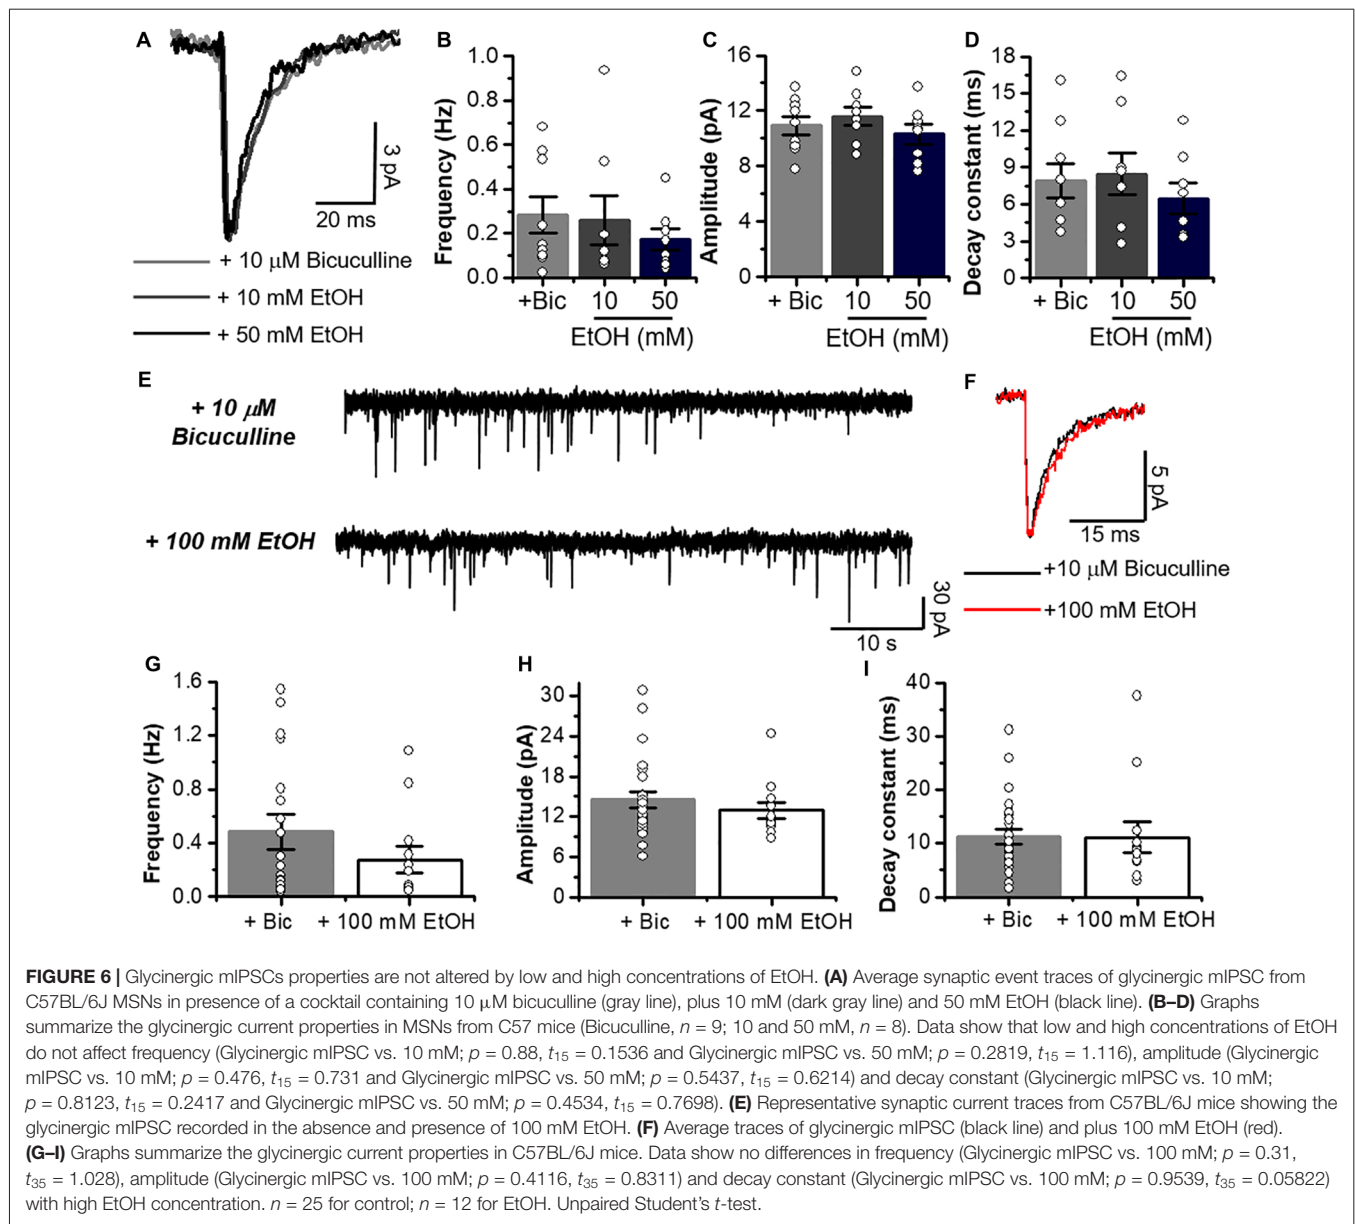 A
3 pA
20 ms
+ 10 μM Bicuculline
+ 10 mM EtOH
+ 50 mM EtOH
B
Frequency (Hz)
1.0
0.8
0.6
0.4
0.2
0.0
+Bic 10 50
EtOH (mM)
C
Amplitude (pA)
16
12
8
4
0
+ Bic 10 50
EtOH (mM)
D
Decay constant (ms)
18
15
12
9
6
3
0
+ Bic 10 50
EtOH (mM)
E
+ 10 μM
Bicuculline
+ 100 mM EtOH
30 pA
10 s
F
5 pA
15 ms
+10 μM Bicuculline
+100 mM EtOH
G
Frequency (Hz)
1.6
1.2
0.8
0.4
0.0
+ Bic + 100 mM EtOH
H
Amplitude (pA)
30
24
18
12
6
0
+ Bic + 100 mM EtOH
I
Decay constant (ms)
40
30
20
10
0
+ Bic + 100 mM EtOH
FIGURE 6 | Glycinergic mIPSCs properties are not altered by low and high concentrations of EtOH. (A) Average synaptic event traces of glycinergic mIPSC from
C57BL/6J MSNs in presence of a cocktail containing 10 μM bicuculline (gray line), plus 10 mM (dark gray line) and 50 mM EtOH (black line). (B–D) Graphs
summarize the glycinergic current properties in MSNs from C57 mice (Bicuculline, n = 9; 10 and 50 mM, n = 8). Data show that low and high concentrations of EtOH
do not affect frequency (Glycinergic mIPSC vs. 10 mM; p = 0.88, t15 = 0.1536 and Glycinergic mIPSC vs. 50 mM; p = 0.2819, t15 = 1.116), amplitude (Glycinergic
mIPSC vs. 10 mM; p = 0.476, t15 = 0.731 and Glycinergic mIPSC vs. 50 mM; p = 0.5437, t15 = 0.6214) and decay constant (Glycinergic mIPSC vs. 10 mM;
p = 0.8123, t15 = 0.2417 and Glycinergic mIPSC vs. 50 mM; p = 0.4534, t15 = 0.7698). (E) Representative synaptic current traces from C57BL/6J mice showing the
glycinergic mIPSC recorded in the absence and presence of 100 mM EtOH. (F) Average traces of glycinergic mIPSC (black line) and plus 100 mM EtOH (red).
(G–I) Graphs summarize the glycinergic current properties in C57BL/6J mice. Data show no differences in frequency (Glycinergic mIPSC vs. 100 mM; p = 0.31,
t35 = 1.028), amplitude (Glycinergic mIPSC vs. 100 mM; p = 0.4116, t35 = 0.8311) and decay constant (Glycinergic mIPSC vs. 100 mM; p = 0.9539, t35 = 0.05822)
with high EtOH concentration. n = 25 for control; n = 12 for EtOH. Unpaired Student's t-test.